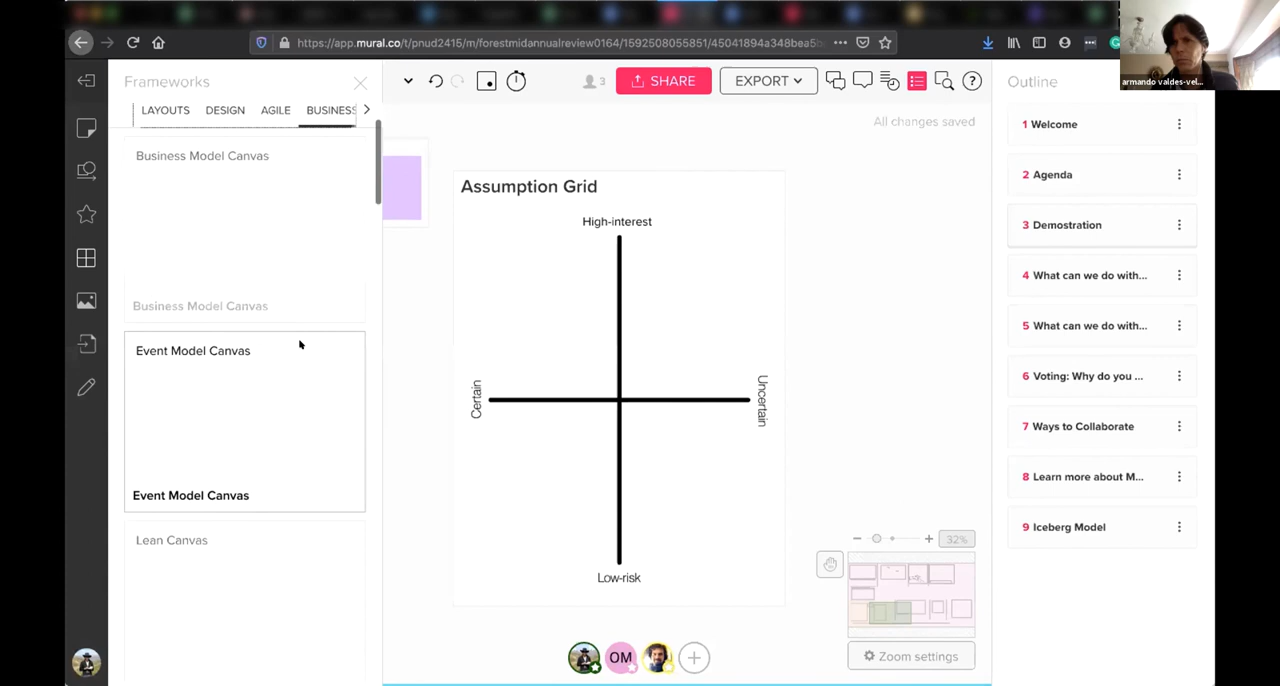 https://app.mural.co/t/pnud2415/m/forestmidannualreview0164/1592508055851/45041894a348bea5b
armando valdes-vel...
Frameworks
LAYOUTS DESIGN AGILE BUSINESS
3
SHARE
EXPORT
Outline
All changes saved
Business Model Canvas
Business Model Canvas
Event Model Canvas
Event Model Canvas
Lean Canvas
Assumption Grid
High-interest
Certain
Uncertain
Low-risk
OM
1 Welcome
2 Agenda
3 Demostration
4 What can we do with...
5 What can we do with...
6 Voting: Why do you ...
7 Ways to Collaborate
8 Learn more about M...
9 Iceberg Model
32%
Zoom settings